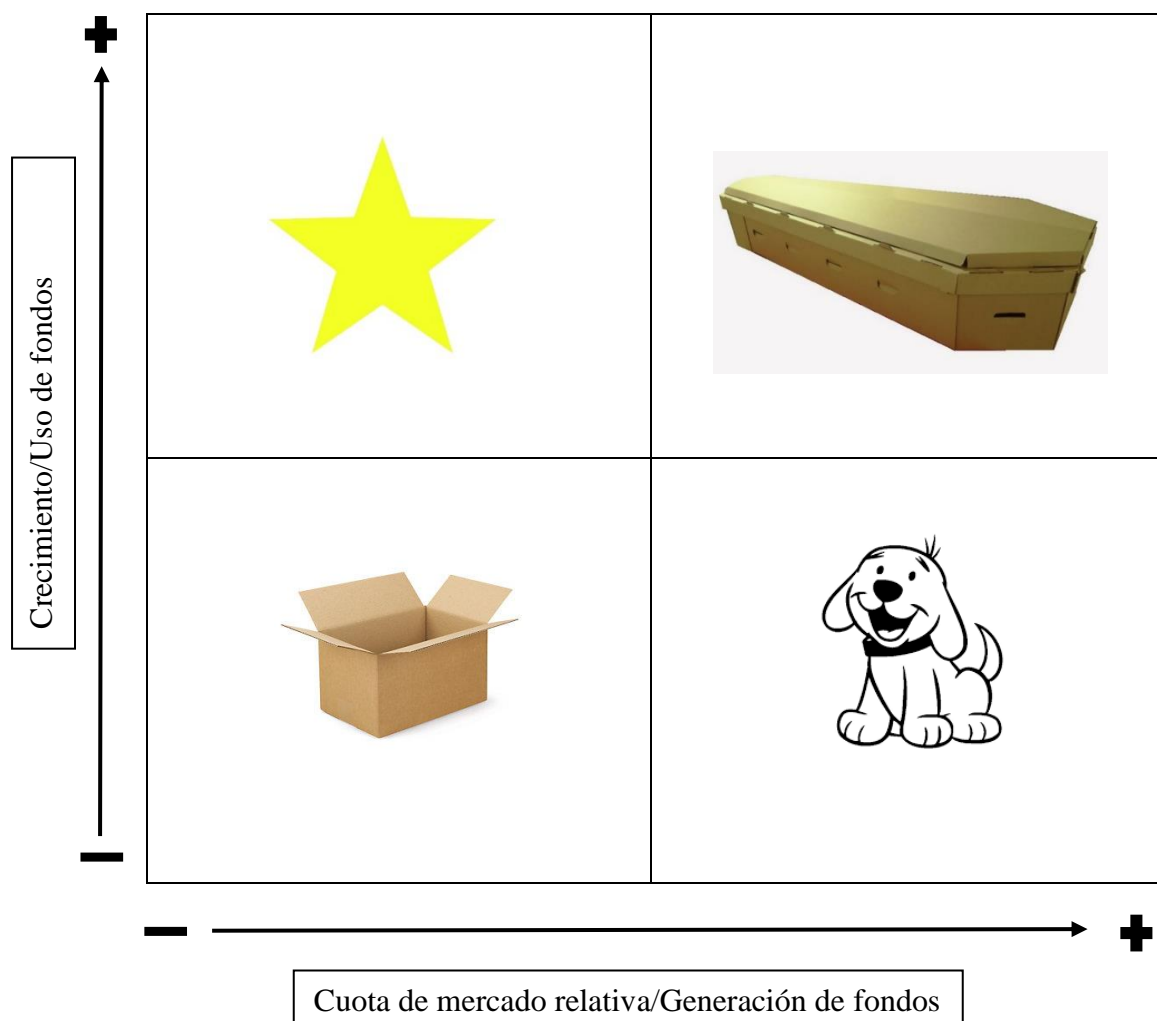 Crecimiento/Uso de fondos
Cuota de mercado relativa/Generación de fondos